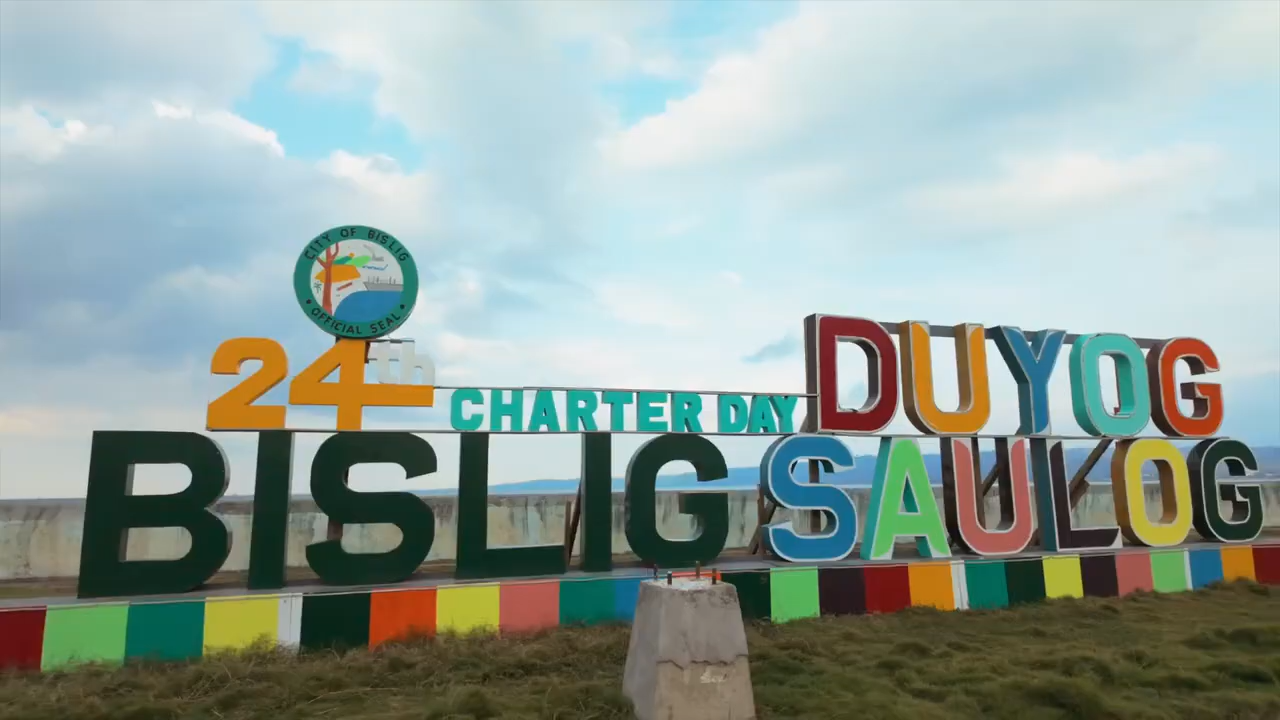 CITY OF BISLIG
OFFICIAL SEAL
24th
CHARTER DAY
BISLIG
DUYOG
SAULOG